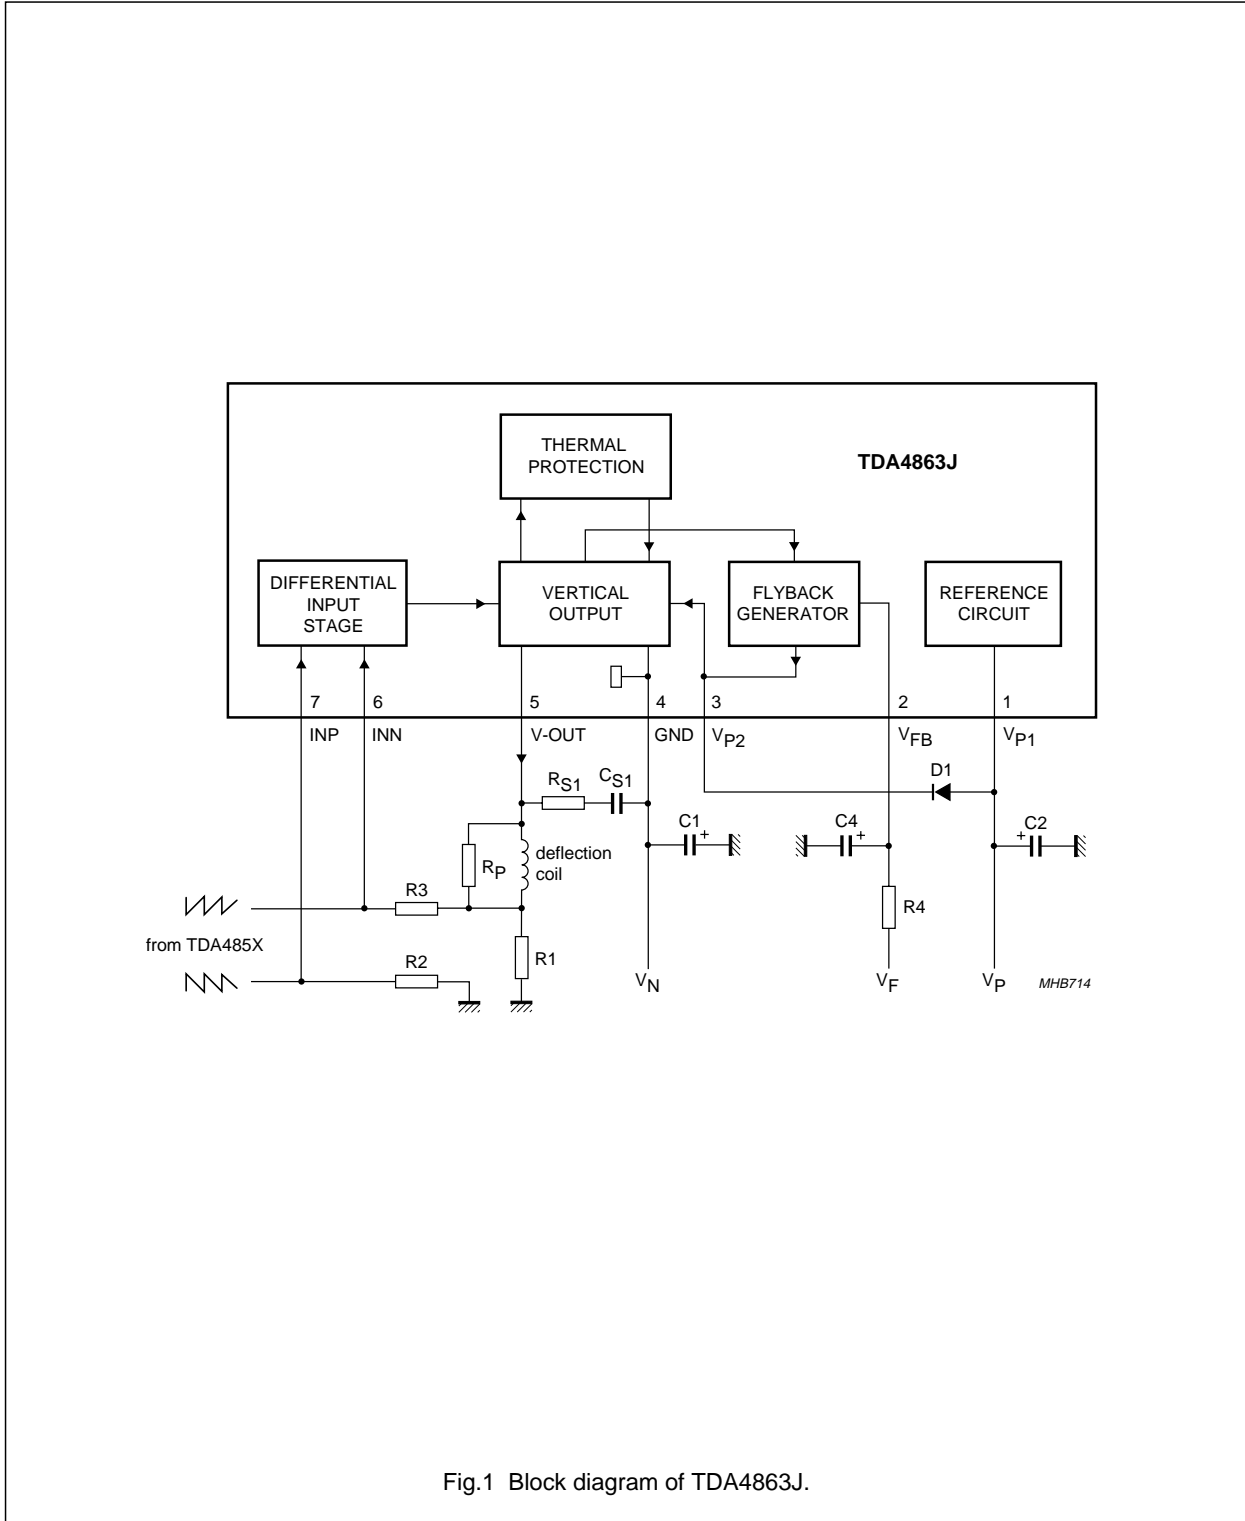 THERMAL
PROTECTION
TDA4863J
DIFFERENTIAL
INPUT
STAGE
VERTICAL
OUTPUT
FLYBACK
GENERATOR
REFERENCE
CIRCUIT
7 6 5 4 3 2 1
INP INN V-OUT GND VP2 VFB VP1
D1
RS1 CS1
C1 + C4 + + C2
RP
deflection
coil
R3
R4
from TDA485X
R2
R1
VN VF VP MHB714
Fig.1 Block diagram of TDA4863J.